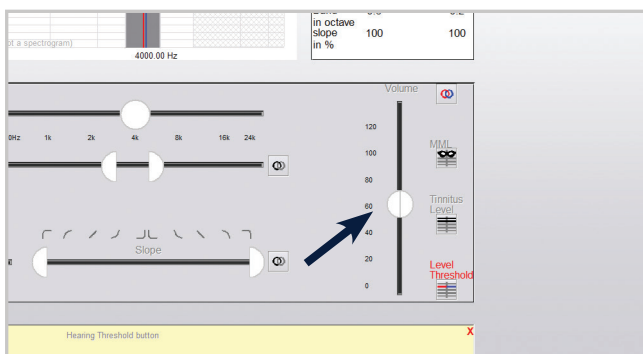 in octave
slope 100 100
in %
ot a spectrogram)
4000.00 Hz
Volume
0Hz 1k 2k 4k 8k 16k 24k
120
100
80
60
40
20
0
MML
Tinnitus
Level
Level
Threshold
Slope
Hearing Threshold button X